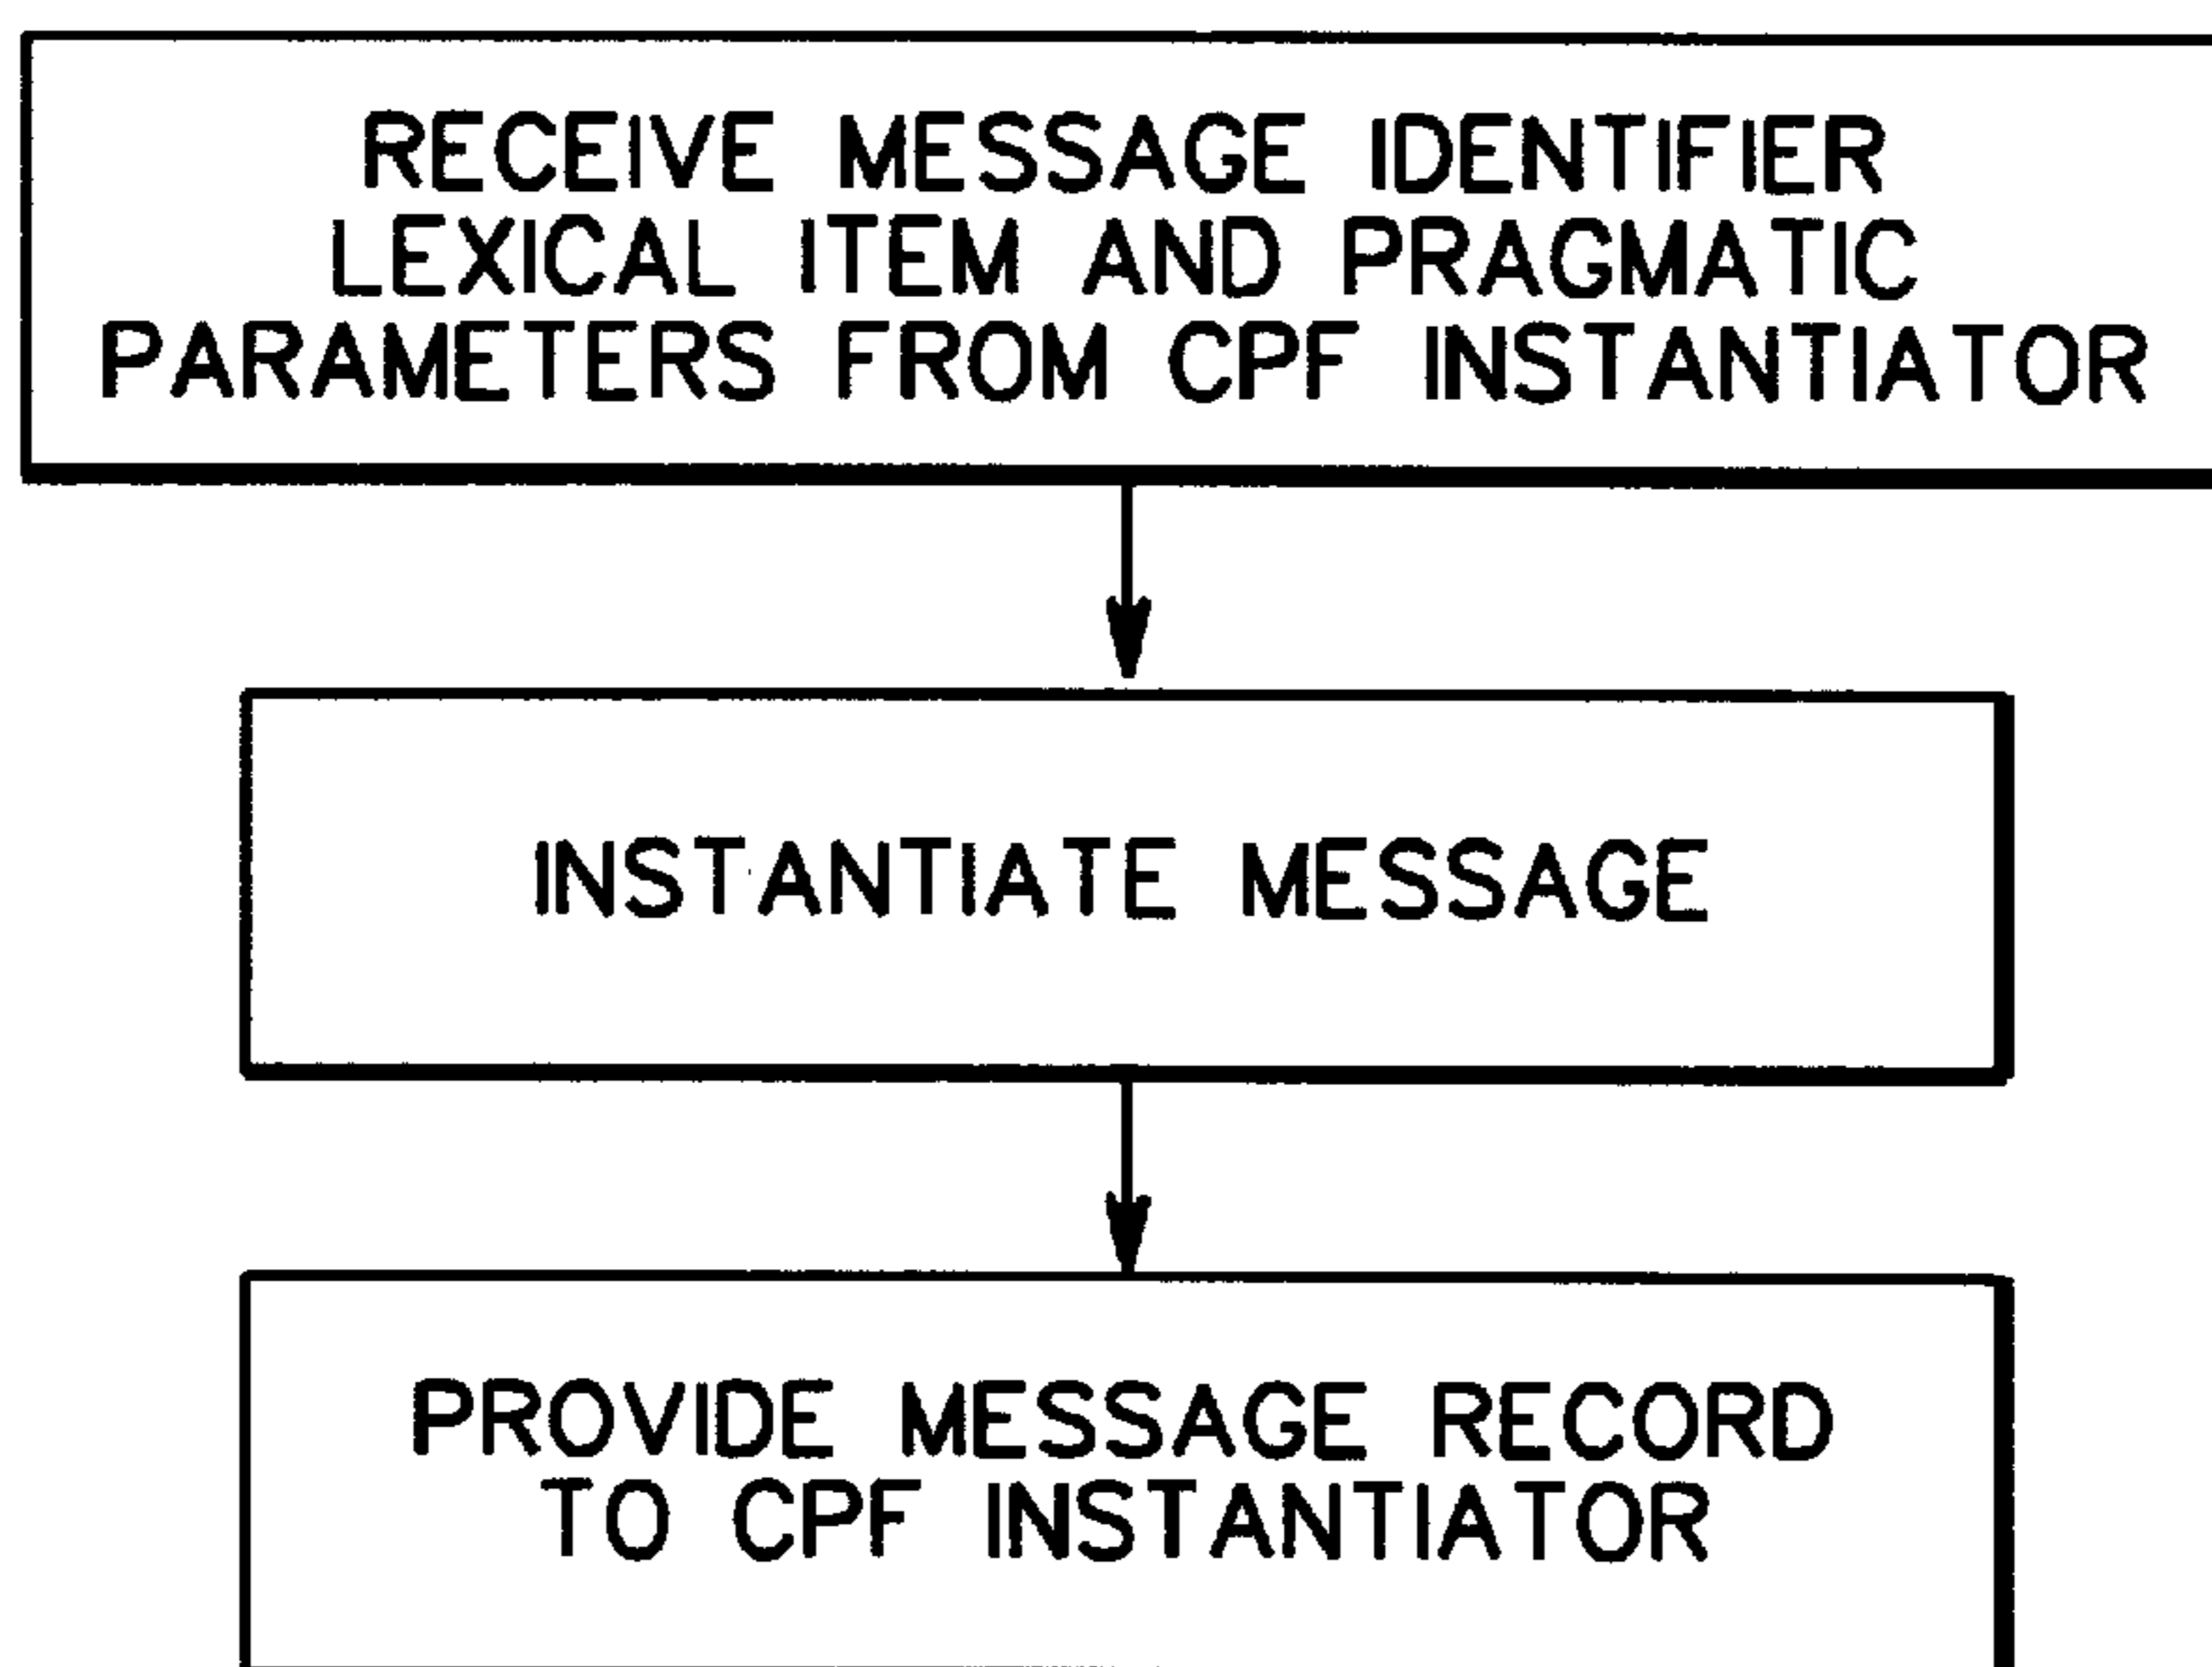 RECEIVE MESSAGE IDENTIFIER
LEXICAL ITEM AND PRAGMATIC
PARAMETERS FROM CPF INSTANTIATOR
INSTANTIATE MESSAGE
PROVIDE MESSAGE RECORD
TO CPF INSTANTIATOR